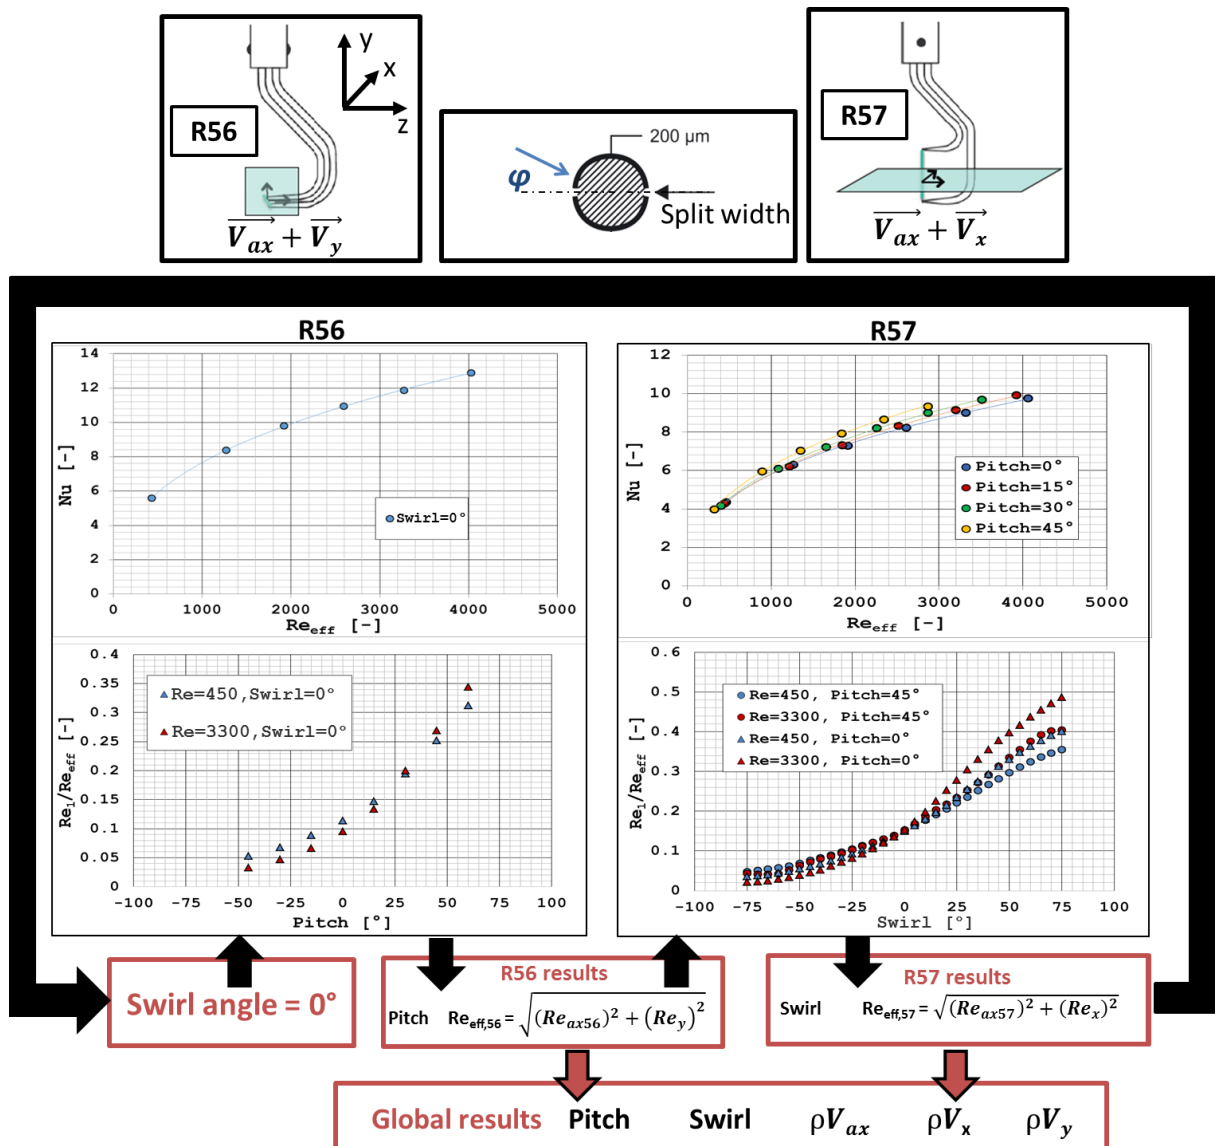 y
x
z
R56
V_ax + V_y
200 µm
φ
Split width
R57
V_ax + V_x
R56
14
12
10
8
6
4
2
0
Nu [-]
Swirl=0°
0 1000 2000 3000 4000 5000
Re_eff [-]
R57
12
10
8
6
4
2
0
Nu [-]
Pitch=0°
Pitch=15°
Pitch=30°
Pitch=45°
0 1000 2000 3000 4000 5000
Re_eff [-]
0.4
0.35
0.3
0.25
0.2
0.15
0.1
0.05
0
Re_1/Re_eff [-]
Re=450,Swirl=0°
Re=3300,Swirl=0°
-100 -75 -50 -25 0 25 50 75 100
Pitch [°]
0.6
0.5
0.4
0.3
0.2
0.1
0
Re_1/Re_eff [-]
Re=450, Pitch=45°
Re=3300, Pitch=45°
Re=450, Pitch=0°
Re=3300, Pitch=0°
-100 -75 -50 -25 0 25 50 75 100
Swirl [°]
Swirl angle = 0°
R56 results
Pitch Re_eff,56 = √((Re_ax56)² + (Re_y)²)
R57 results
Swirl Re_eff,57 = √((Re_ax57)² + (Re_x)²)
Global results Pitch Swirl ρV_ax ρV_x ρV_y